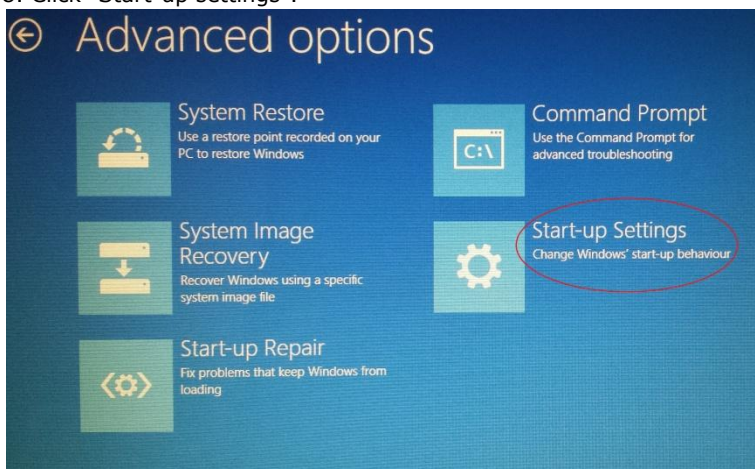 Click "Start-up settings".
Advanced options
System Restore
Use a restore point recorded on your
PC to restore Windows
Command Prompt
C:\
Use the Command Prompt for
advanced troubleshooting
System Image
Recovery
Recover Windows using a specific
system image file
Start-up Settings
Change Windows' start-up behaviour
Start-up Repair
Fix problems that keep Windows from
loading